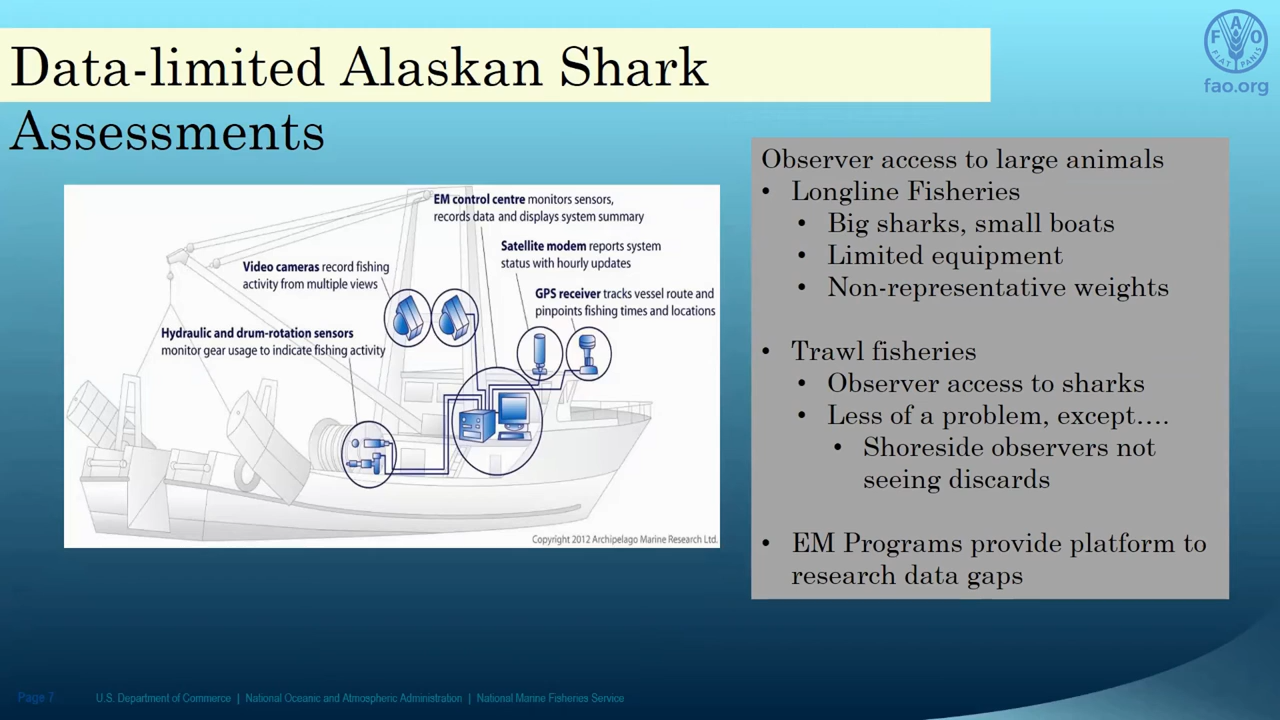 Data-limited Alaskan Shark
Assessments
FAO
FIAT PANIS
fao.org
EM control centre monitors sensors,
records data and displays system summary
Satellite modem reports system
status with hourly updates
Video cameras record fishing
activity from multiple views
GPS receiver tracks vessel route and
pinpoints fishing times and locations
Hydraulic and drum-rotation sensors
monitor gear usage to indicate fishing activity
Copyright 2012 Archipelago Marine Research Ltd.
Observer access to large animals
• Longline Fisheries
• Big sharks, small boats
• Limited equipment
• Non-representative weights
• Trawl fisheries
• Observer access to sharks
• Less of a problem, except….
• Shoreside observers not
seeing discards
• EM Programs provide platform to
research data gaps
Page 7
U.S. Department of Commerce | National Oceanic and Atmospheric Administration | National Marine Fisheries Service